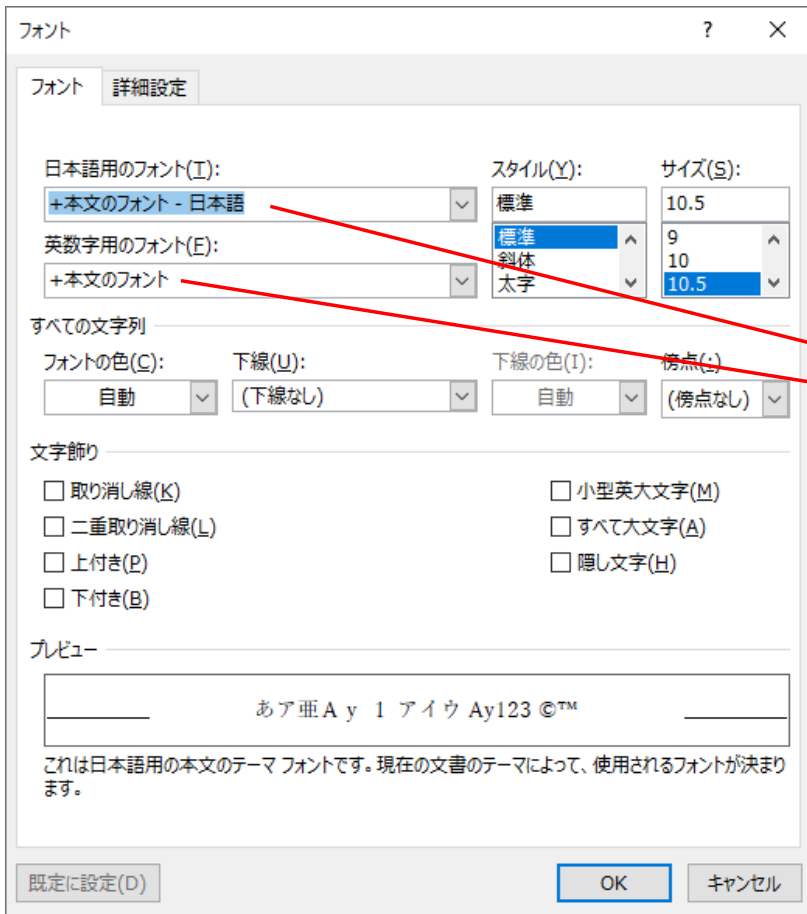 フォント ?
フォント 詳細設定
日本語用のフォント(T): スタイル(Y): サイズ(S):
+本文のフォント - 日本語 標準 10.5
英数字用のフォント(F): 標準 9
斜体 10
+本文のフォント 太字 10.5
すべての文字列
フォントの色(C): 下線(U): 下線の色(I): 傍点(:)
自動 (下線なし) 自動 (傍点なし)
文字飾り
取り消し線(K) 小型英大文字(M)
二重取り消し線(L) すべて大文字(A)
上付き(P) 隠し文字(H)
下付き(B)
プレビュー
あア亜Ａｙ １ アイウ Ay123 ©™
これは日本語用の本文のテーマ フォントです。現在の文書のテーマによって、使用されるフォントが決まり
ます。
既定に設定(D) OK キャンセル